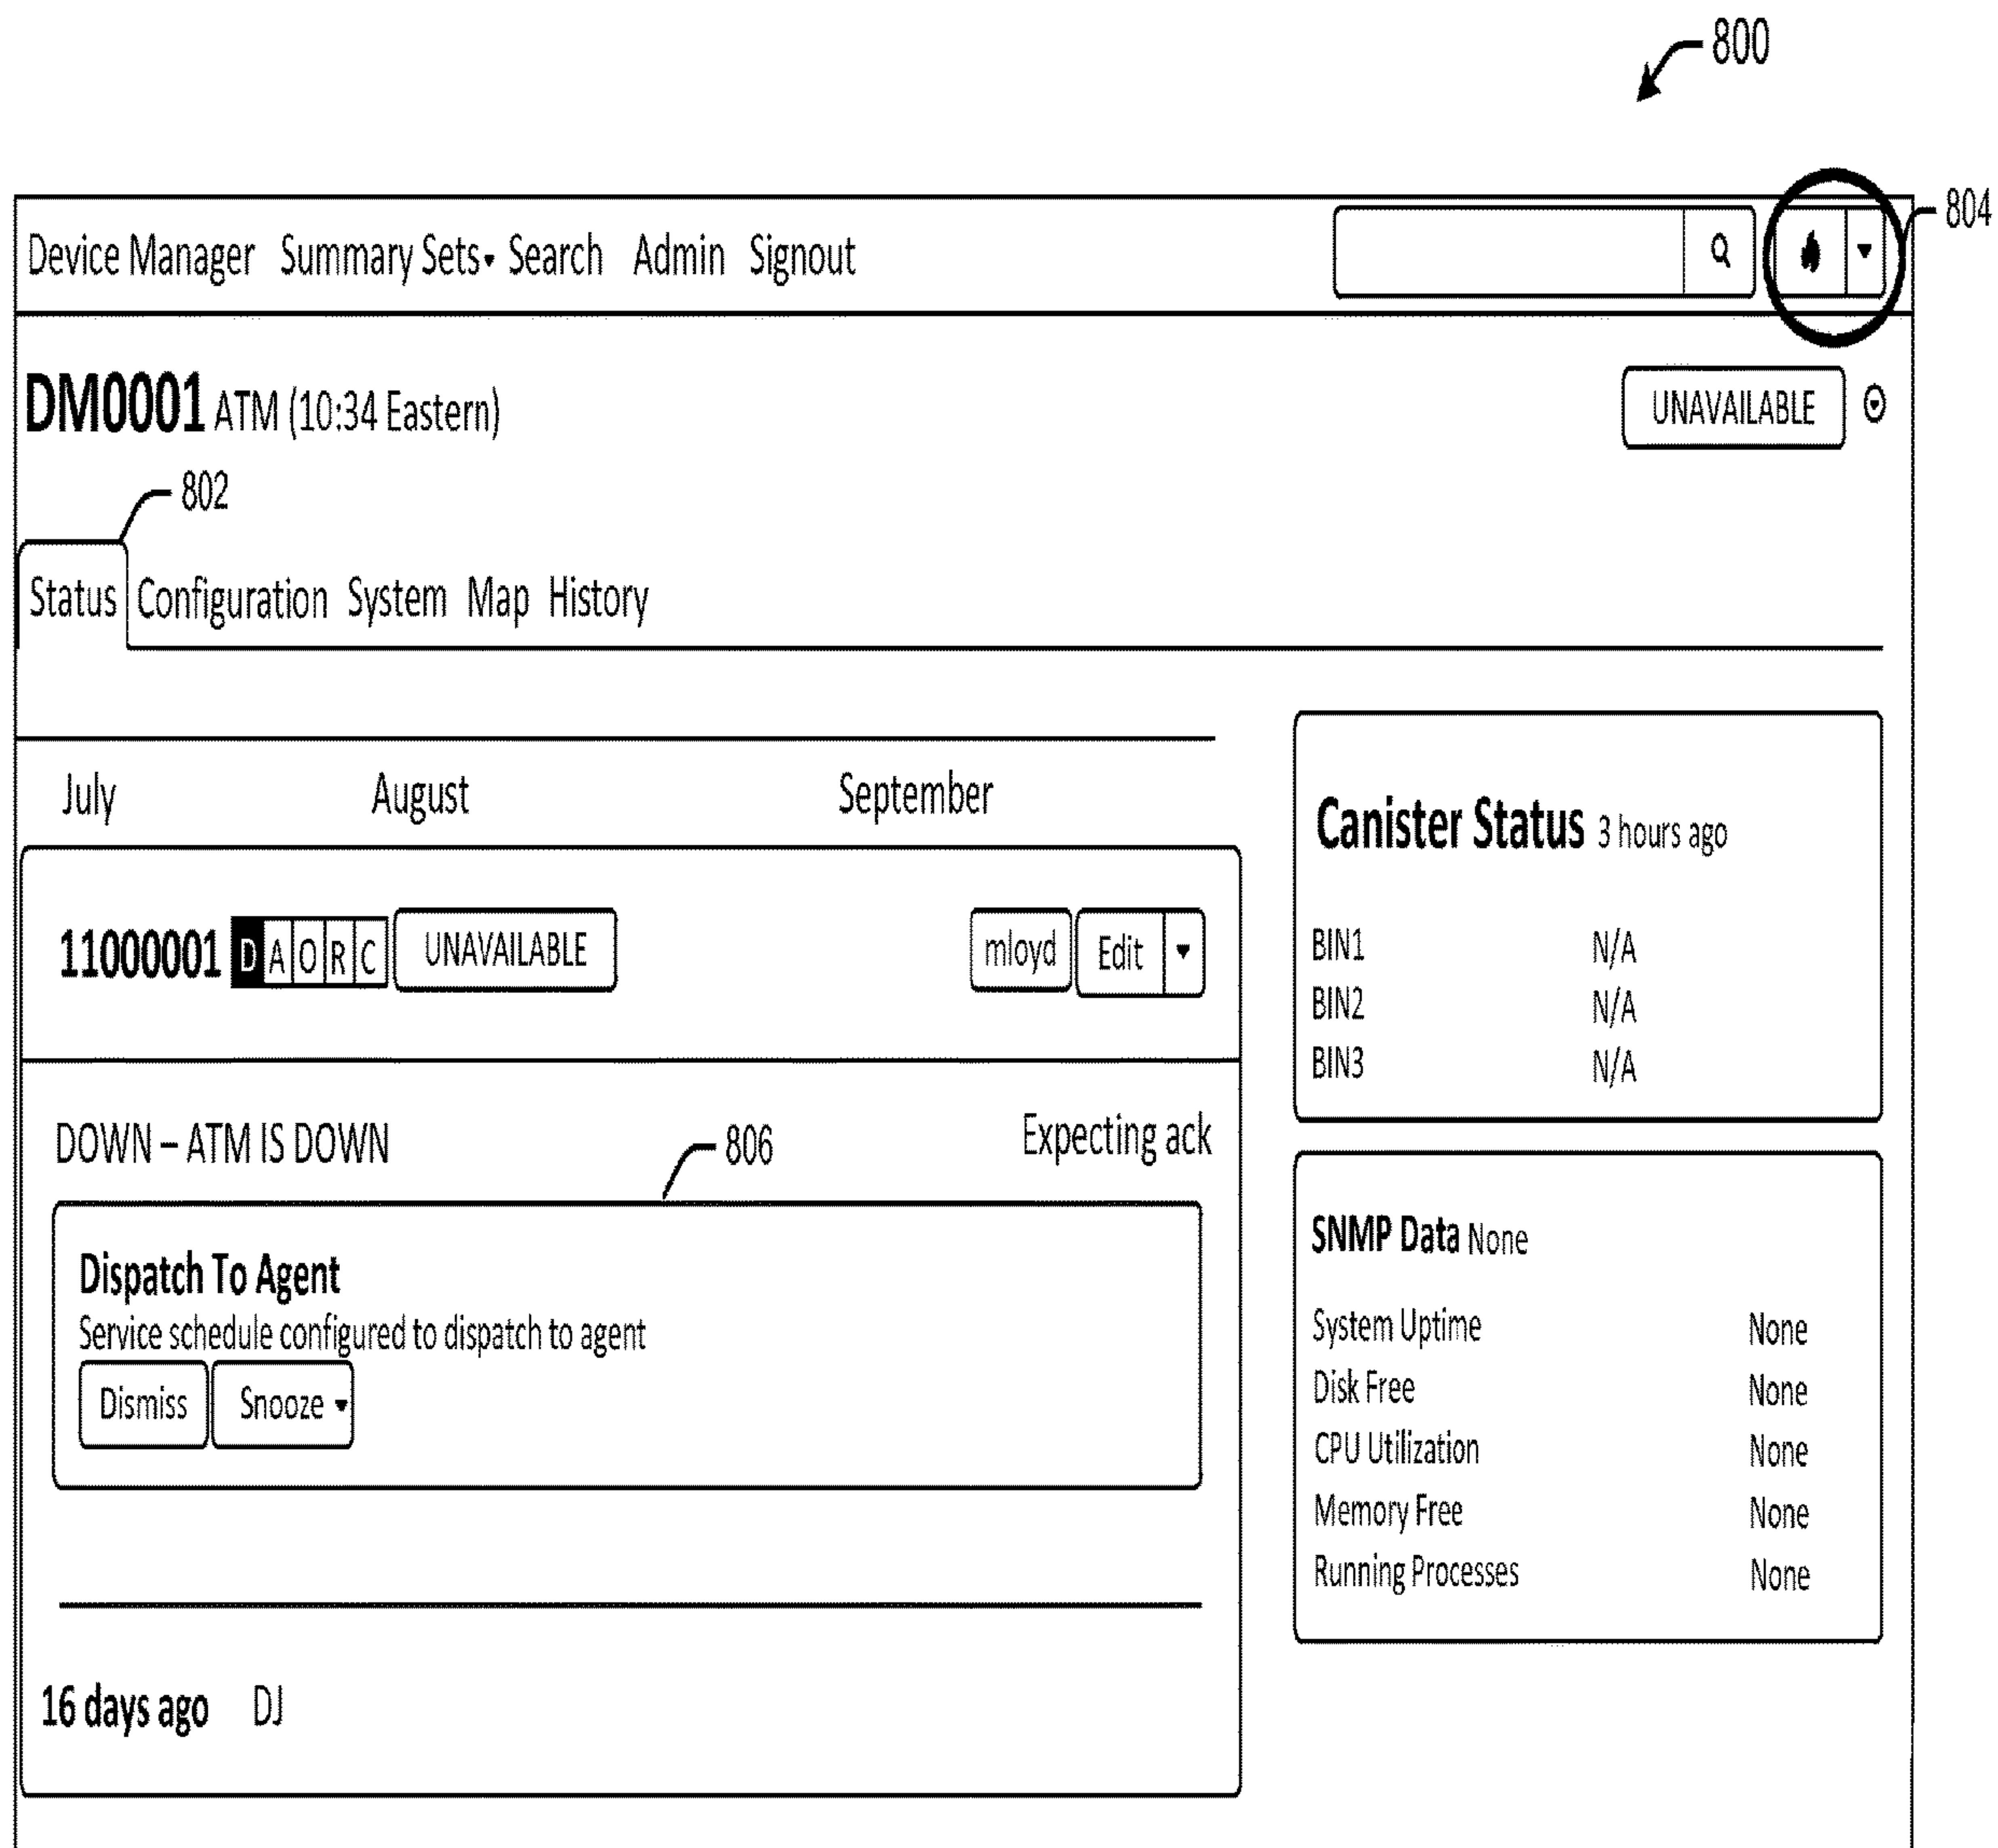 800
804
Device Manager Summary Sets Search Admin Signout
DM0001 ATM (10:34 Eastern)
UNAVAILABLE
802
Status Configuration System Map History
July August September
11000001 D A O R C UNAVAILABLE mloyd Edit
DOWN – ATM IS DOWN
806
Expecting ack
Dispatch To Agent
Service schedule configured to dispatch to agent
Dismiss Snooze
16 days ago DJ
Canister Status 3 hours ago
BIN1 N/A
BIN2 N/A
BIN3 N/A
SNMP Data None
System Uptime None
Disk Free None
CPU Utilization None
Memory Free None
Running Processes None